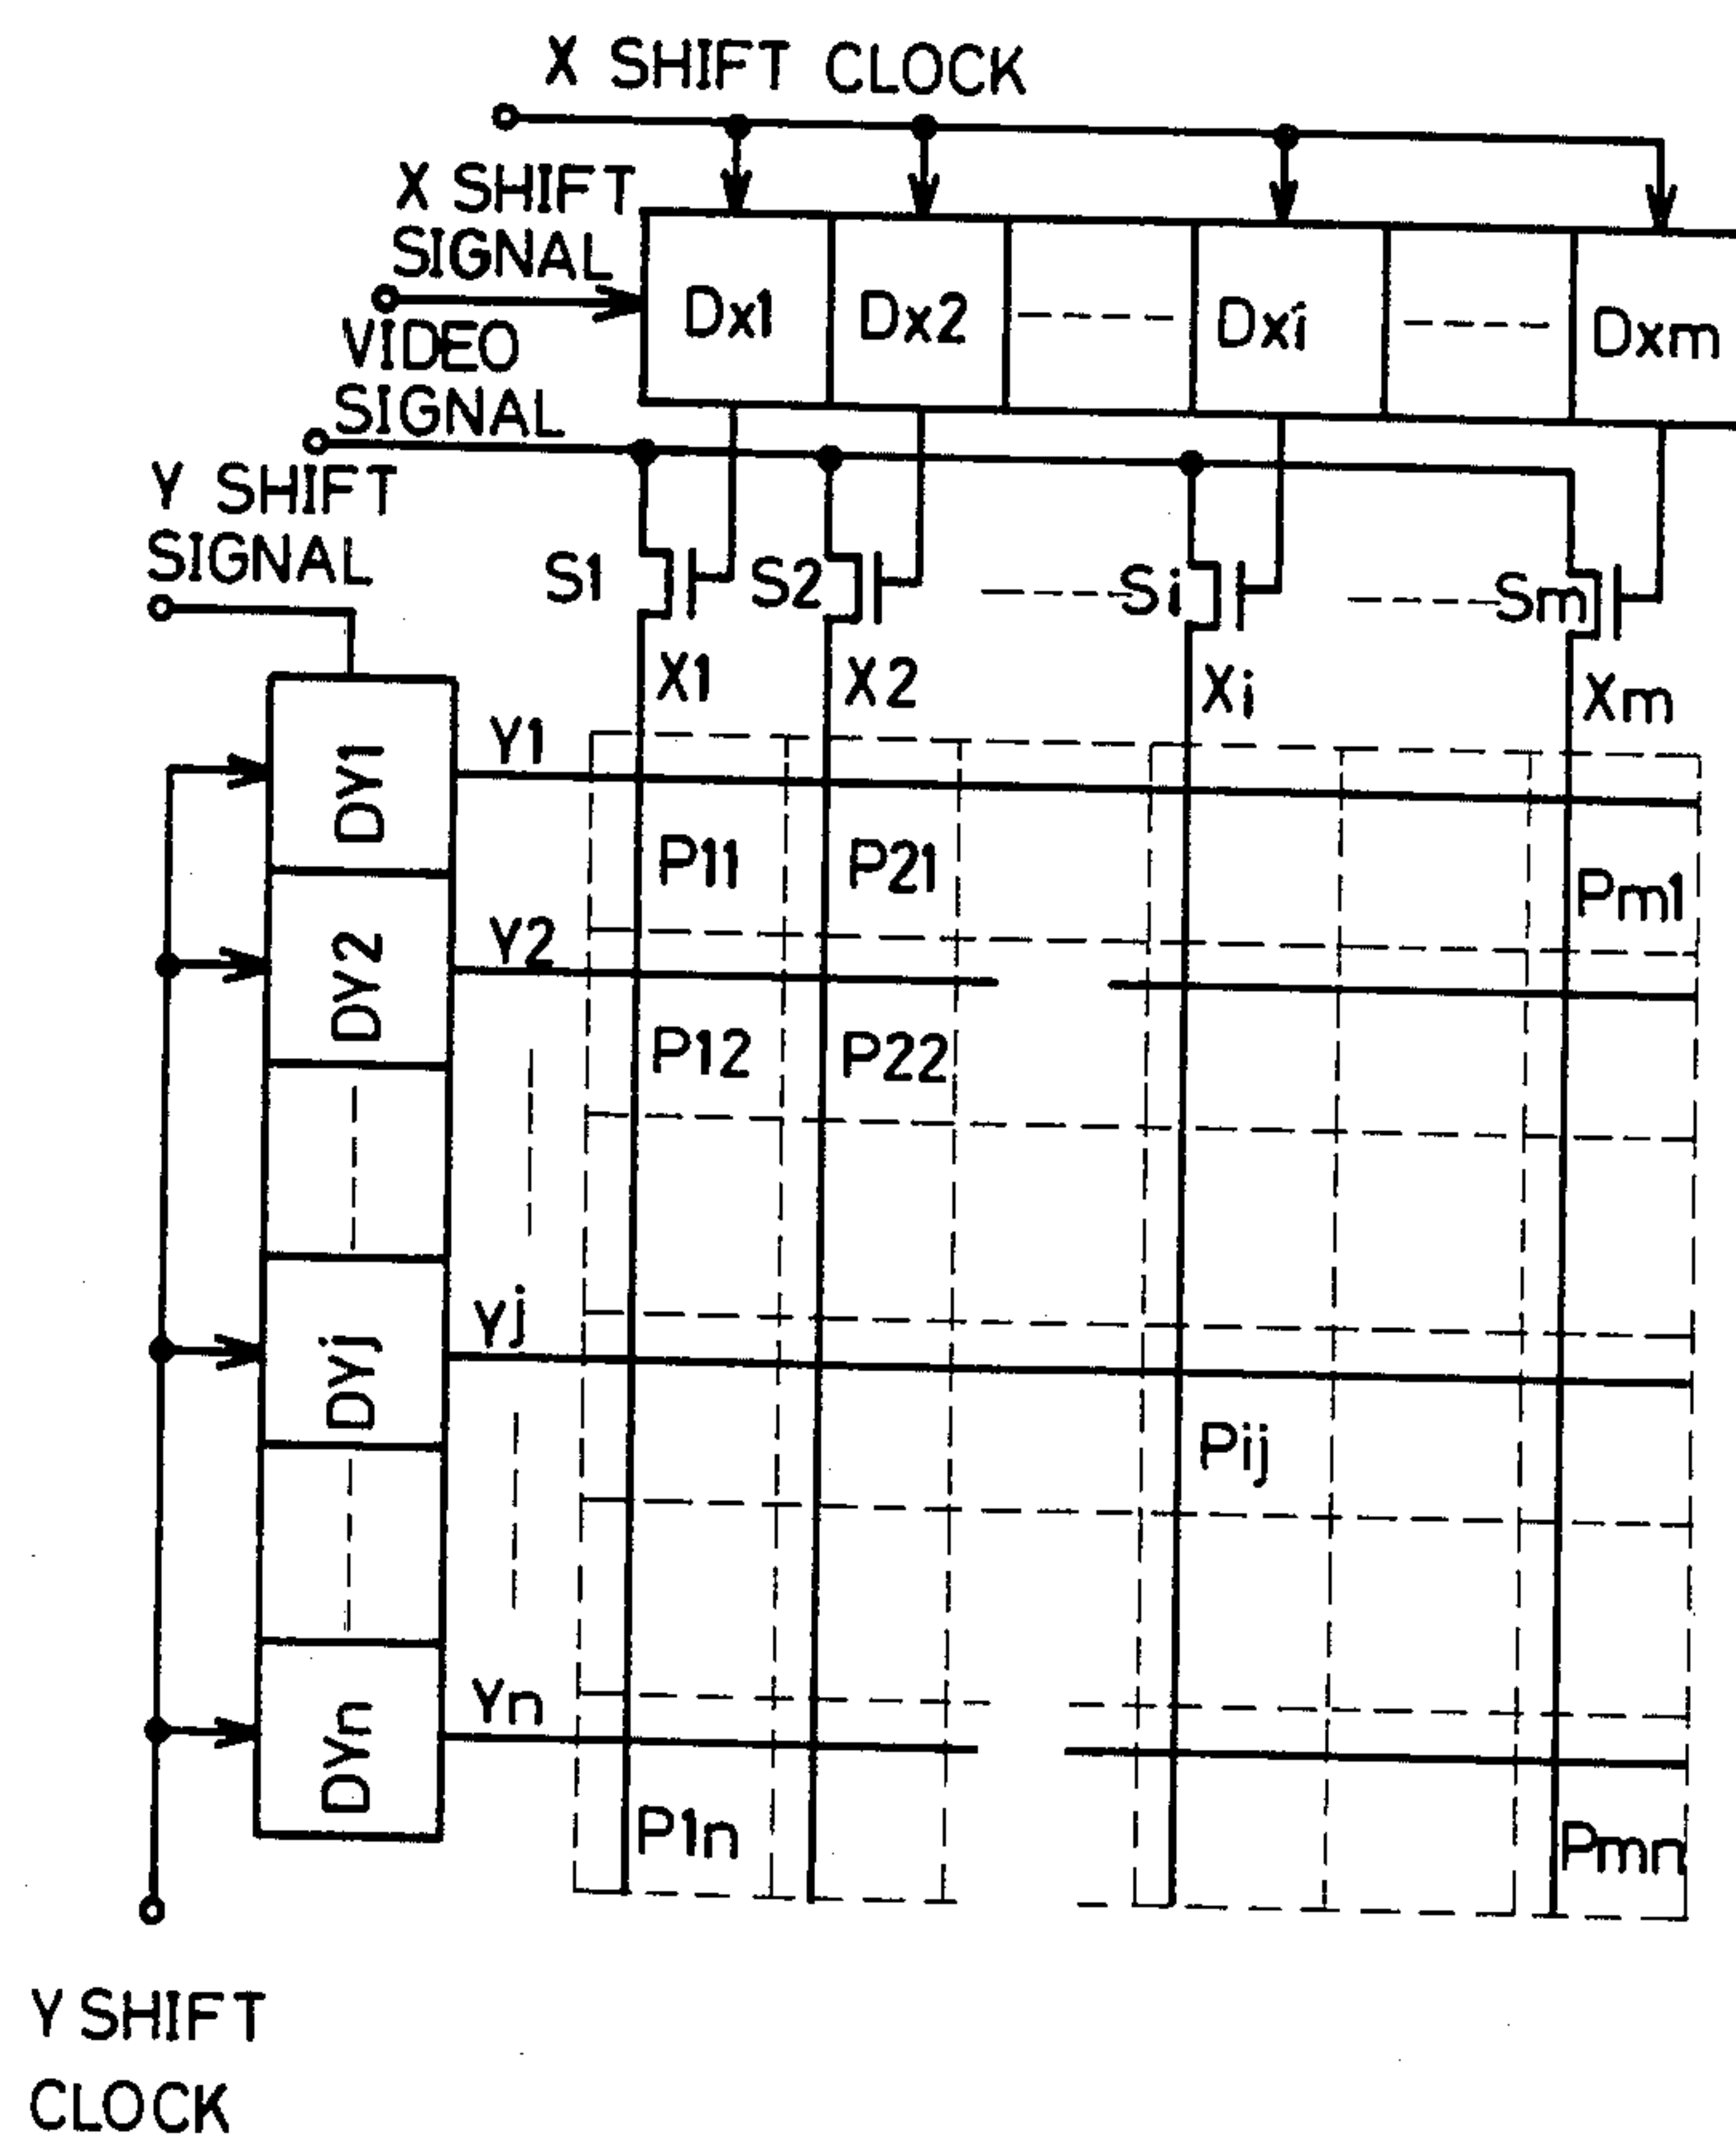 X SHIFT CLOCK
X SHIFT
SIGNAL
Dx1 Dx2 Dxi Dxm
VIDEO
SIGNAL
Y SHIFT
SIGNAL
S1 S2 Si Sm
X1 X2 Xi Xm
DY1 Y1
P11 P21 Pm1
DY2 Y2
P12 P22
DYj Yj
Pij
DYn Yn
P1n Pmn
Y SHIFT
CLOCK